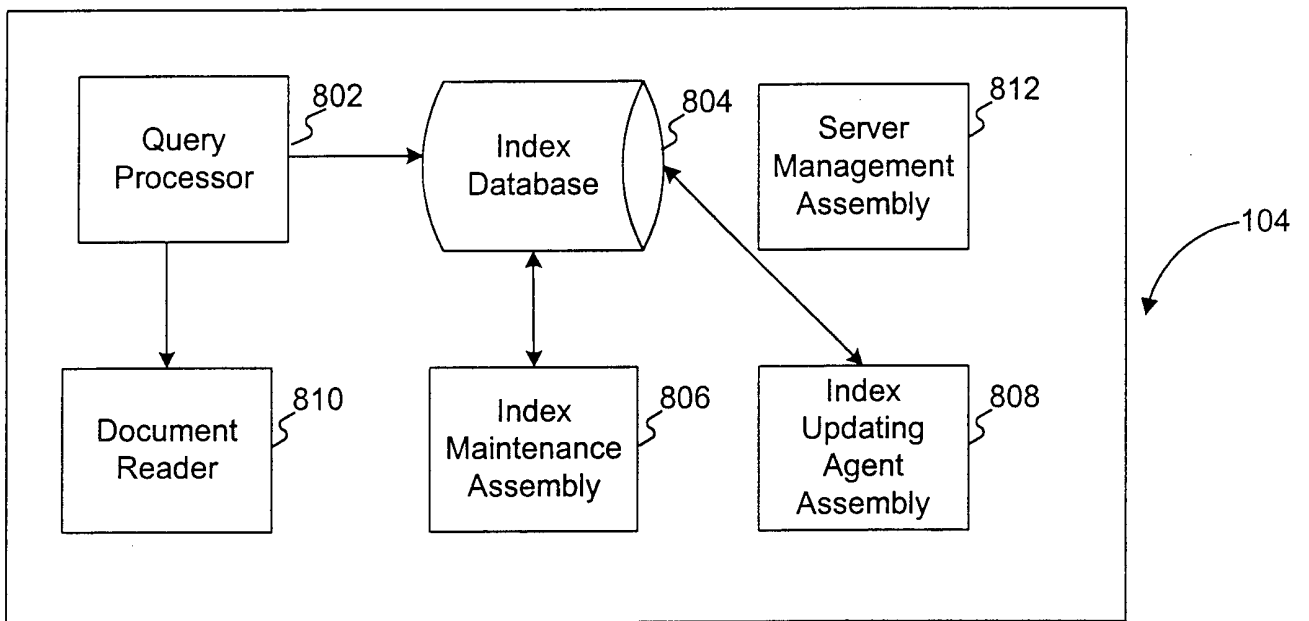 802
Query
Processor
804
Index
Database
812
Server
Management
Assembly
104
810
Document
Reader
806
Index
Maintenance
Assembly
808
Index
Updating
Agent
Assembly